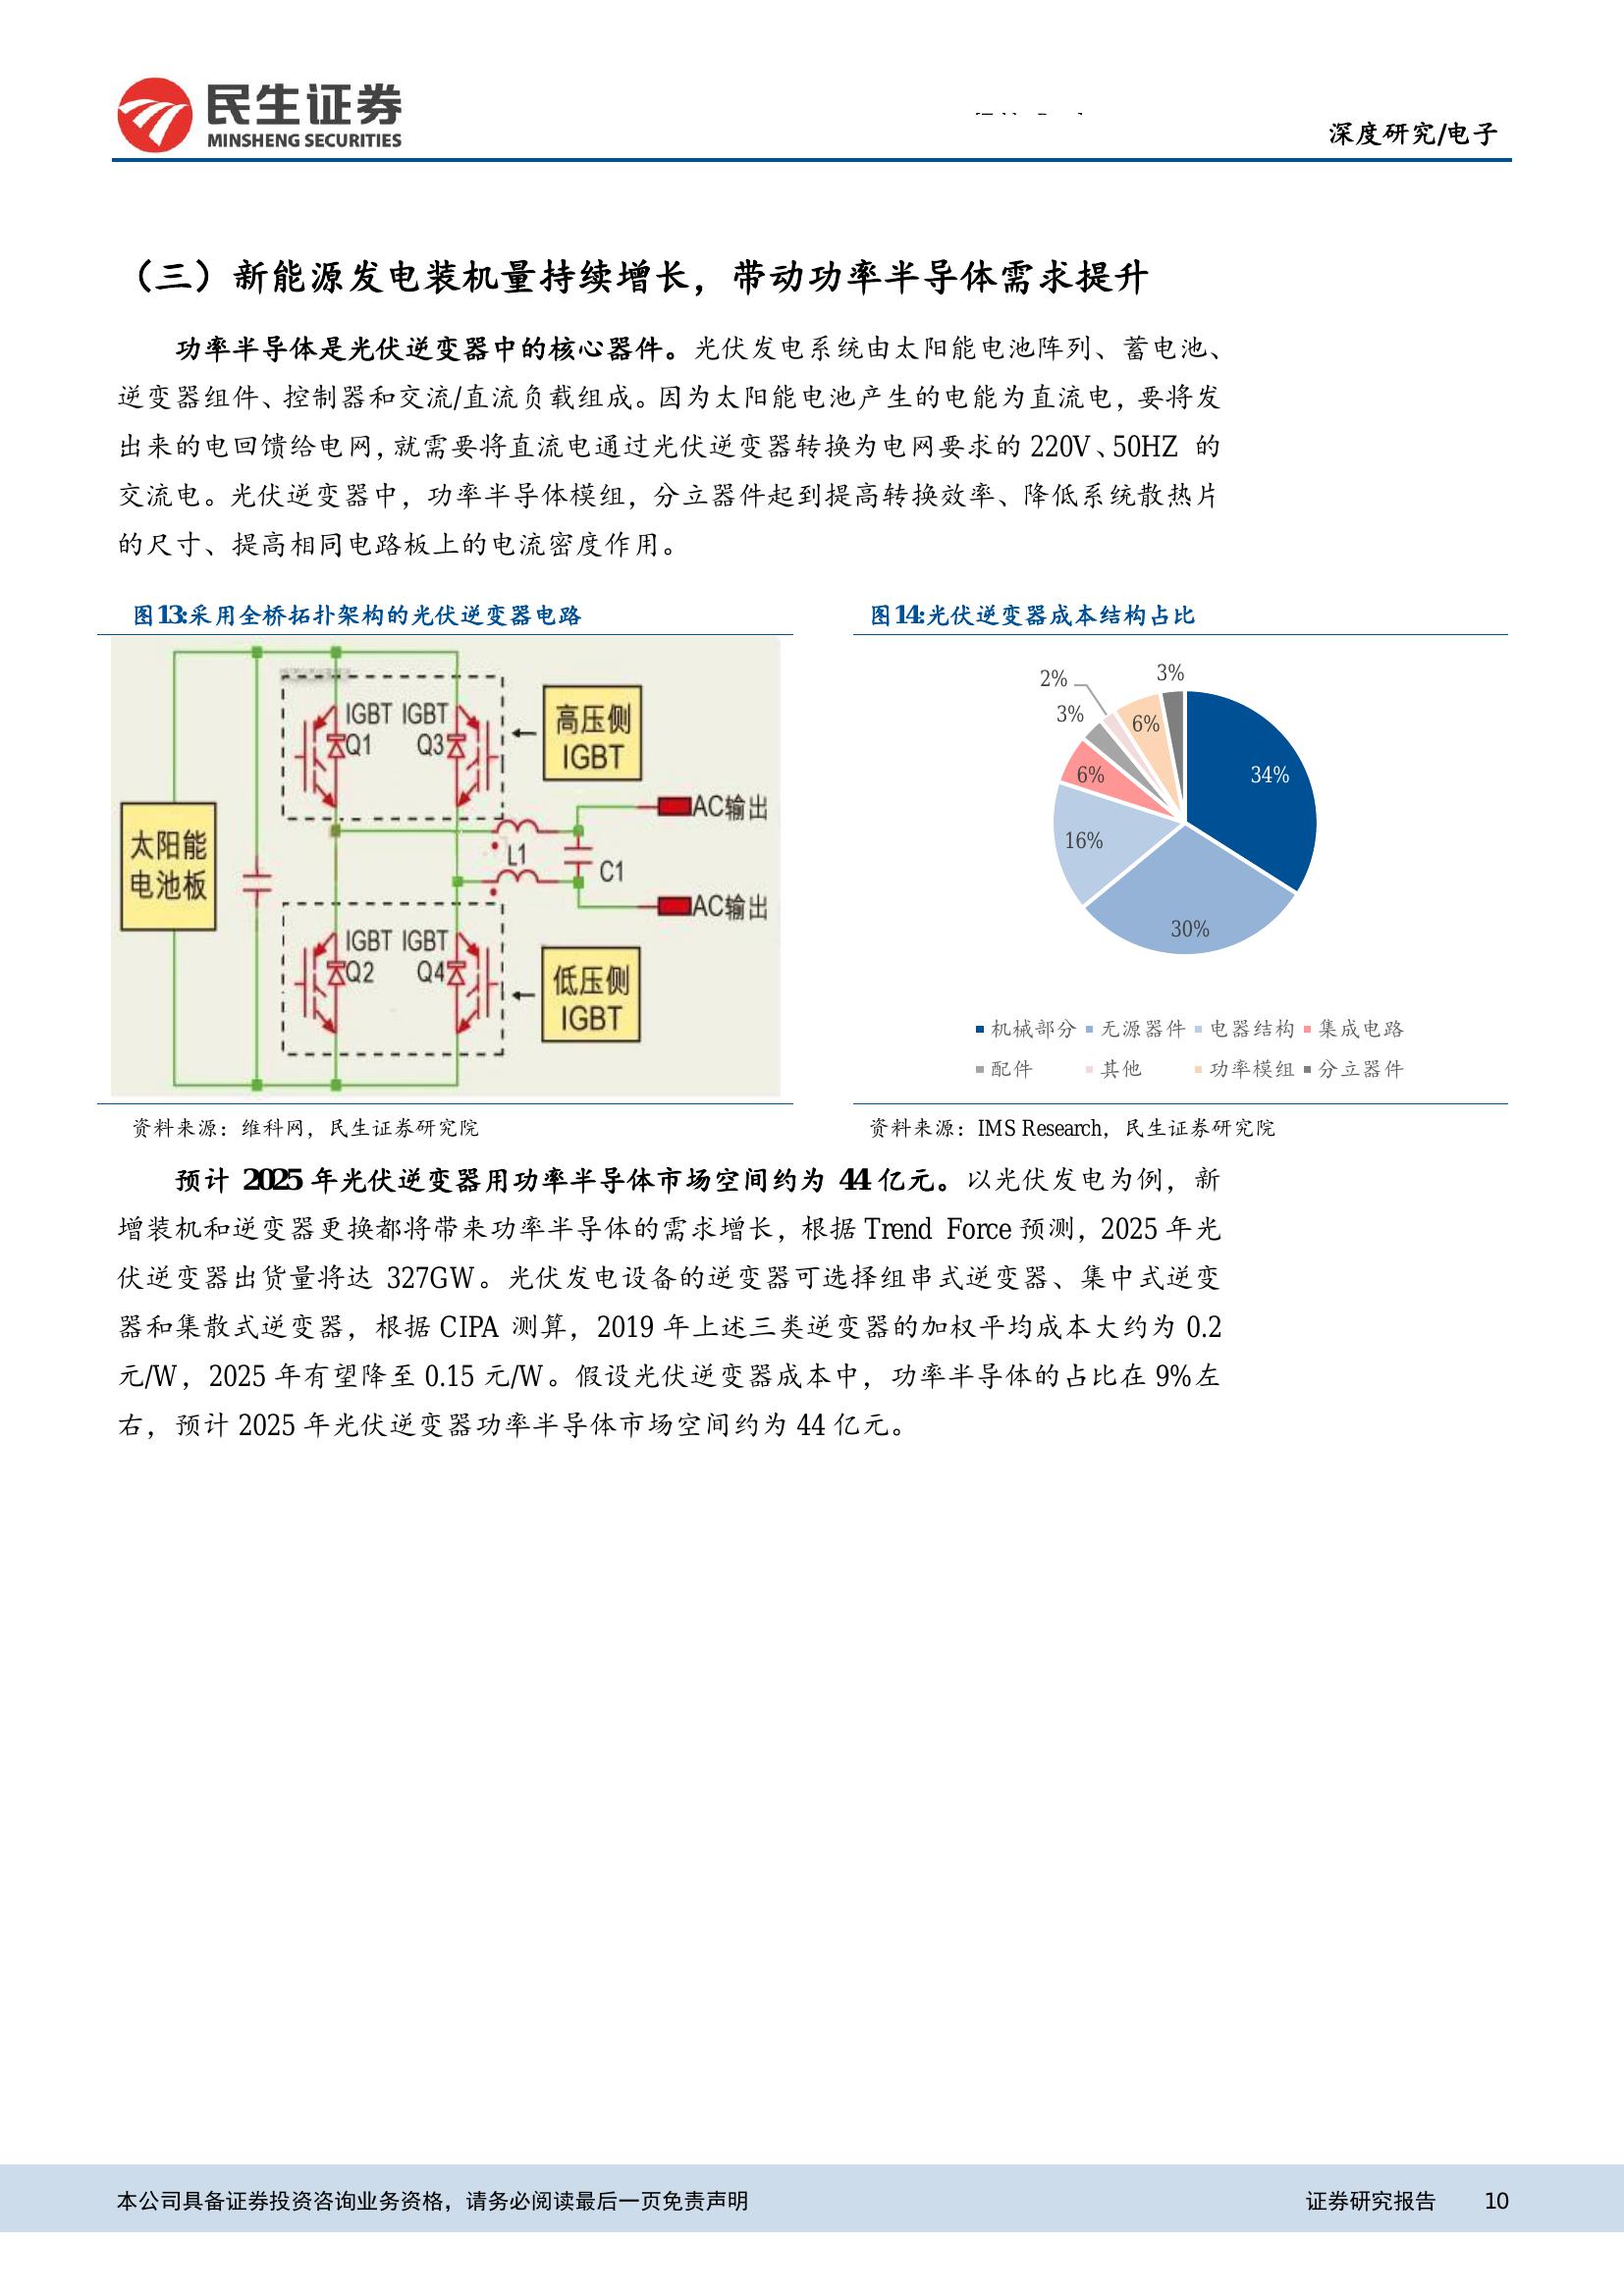 民生证券
MINSHENG SECURITIES
深度研究/电子
（三）新能源发电装机量持续增长，带动功率半导体需求提升
功率半导体是光伏逆变器中的核心器件。光伏发电系统由太阳能电池阵列、蓄电池、
逆变器组件、控制器和交流/直流负载组成。因为太阳能电池产生的电能为直流电，要将发
出来的电回馈给电网，就需要将直流电通过光伏逆变器转换为电网要求的 220V、50HZ 的
交流电。光伏逆变器中，功率半导体模组，分立器件起到提高转换效率、降低系统散热片
的尺寸、提高相同电路板上的电流密度作用。
图13:采用全桥拓扑架构的光伏逆变器电路
IGBT IGBT
Q1 Q3
高压侧
IGBT
太阳能
电池板
AC输出
L1
C1
AC输出
IGBT IGBT
Q2 Q4
低压侧
IGBT
资料来源：维科网，民生证券研究院
图14:光伏逆变器成本结构占比
3%
2%
3%
6%
34%
6%
16%
30%
机械部分 无源器件 电器结构 集成电路
配件 其他 功率模组 分立器件
资料来源：IMS Research，民生证券研究院
预计 2025 年光伏逆变器用功率半导体市场空间约为 44 亿元。以光伏发电为例，新
增装机和逆变器更换都将带来功率半导体的需求增长，根据 Trend Force 预测，2025 年光
伏逆变器出货量将达 327GW。光伏发电设备的逆变器可选择组串式逆变器、集中式逆变
器和集散式逆变器，根据 CIPA 测算，2019 年上述三类逆变器的加权平均成本大约为 0.2
元/W，2025 年有望降至 0.15 元/W。假设光伏逆变器成本中，功率半导体的占比在 9%左
右，预计 2025 年光伏逆变器功率半导体市场空间约为 44 亿元。
本公司具备证券投资咨询业务资格，请务必阅读最后一页免责声明
证券研究报告 10